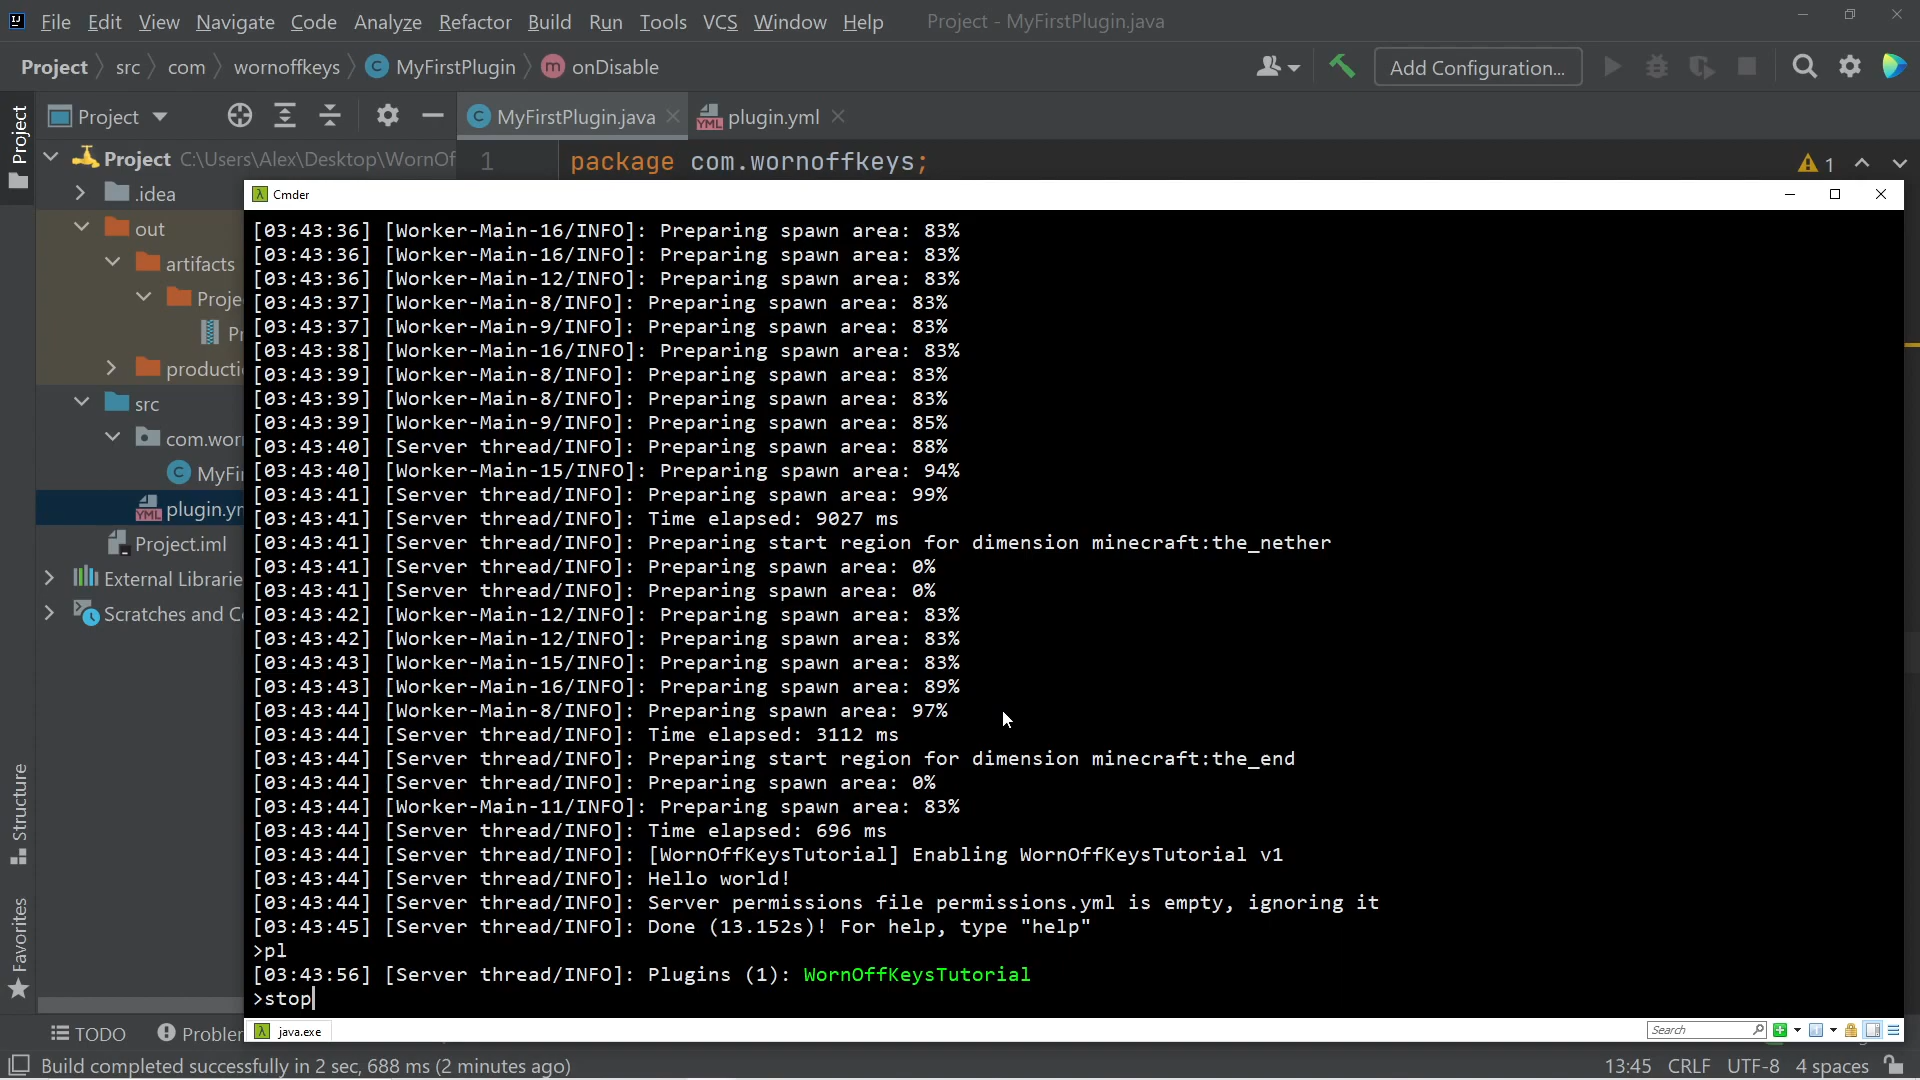 File Edit View Navigate Code Analyze Refactor Build Run Tools VCS Window Help Project - MyFirstPlugin.java
Project src com wornoffkeys MyFirstPlugin onDisable Add Configuration...
Project MyFirstPlugin.java plugin.yml
Project
Project C:\Users\Alex\Desktop\WornOf
1 package com.wornoffkeys; 1
.idea
out
artifacts
Proje
Pr
producti
src
com.wor
MyFi
plugin.y
Project.iml
External Librarie
Scratches and C
Structure
Favorites
Cmder
[03:43:36] [Worker-Main-16/INFO]: Preparing spawn area: 83%
[03:43:36] [Worker-Main-16/INFO]: Preparing spawn area: 83%
[03:43:36] [Worker-Main-12/INFO]: Preparing spawn area: 83%
[03:43:37] [Worker-Main-8/INFO]: Preparing spawn area: 83%
[03:43:37] [Worker-Main-9/INFO]: Preparing spawn area: 83%
[03:43:38] [Worker-Main-16/INFO]: Preparing spawn area: 83%
[03:43:39] [Worker-Main-8/INFO]: Preparing spawn area: 83%
[03:43:39] [Worker-Main-8/INFO]: Preparing spawn area: 83%
[03:43:39] [Worker-Main-9/INFO]: Preparing spawn area: 85%
[03:43:40] [Server thread/INFO]: Preparing spawn area: 88%
[03:43:40] [Worker-Main-15/INFO]: Preparing spawn area: 94%
[03:43:41] [Server thread/INFO]: Preparing spawn area: 99%
[03:43:41] [Server thread/INFO]: Time elapsed: 9027 ms
[03:43:41] [Server thread/INFO]: Preparing start region for dimension minecraft:the_nether
[03:43:41] [Server thread/INFO]: Preparing spawn area: 0%
[03:43:41] [Server thread/INFO]: Preparing spawn area: 0%
[03:43:42] [Worker-Main-12/INFO]: Preparing spawn area: 83%
[03:43:42] [Worker-Main-12/INFO]: Preparing spawn area: 83%
[03:43:43] [Worker-Main-15/INFO]: Preparing spawn area: 83%
[03:43:43] [Worker-Main-16/INFO]: Preparing spawn area: 89%
[03:43:44] [Worker-Main-8/INFO]: Preparing spawn area: 97%
[03:43:44] [Server thread/INFO]: Time elapsed: 3112 ms
[03:43:44] [Server thread/INFO]: Preparing start region for dimension minecraft:the_end
[03:43:44] [Server thread/INFO]: Preparing spawn area: 0%
[03:43:44] [Worker-Main-11/INFO]: Preparing spawn area: 83%
[03:43:44] [Server thread/INFO]: Time elapsed: 696 ms
[03:43:44] [Server thread/INFO]: [WornOffKeysTutorial] Enabling WornOffKeysTutorial v1
[03:43:44] [Server thread/INFO]: Hello world!
[03:43:44] [Server thread/INFO]: Server permissions file permissions.yml is empty, ignoring it
[03:43:45] [Server thread/INFO]: Done (13.152s)! For help, type "help"
>pl
[03:43:56] [Server thread/INFO]: Plugins (1): WornOffKeysTutorial
>stop
java.exe Search
TODO Probler
Build completed successfully in 2 sec, 688 ms (2 minutes ago) 13:45 CRLF UTF-8 4 spaces